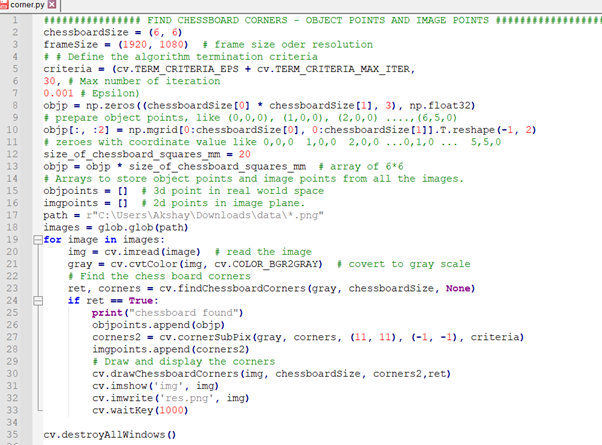 corner.py
1 ################ FIND CHESSBOARD CORNERS - OBJECT POINTS AND IMAGE POINTS ##################
2 chessboardSize = (6, 6)
3 frameSize = (1920, 1080)  # frame size oder resolution
4 # # Define the algorithm termination criteria
5 criteria = (cv.TERM_CRITERIA_EPS + cv.TERM_CRITERIA_MAX_ITER,
6 30, # Max number of iteration
7 0.001 # Epsilon)
8 objp = np.zeros((chessboardSize[0] * chessboardSize[1], 3), np.float32)
9 # prepare object points, like (0,0,0), (1,0,0), (2,0,0) ....,(6,5,0)
10 objp[:, :2] = np.mgrid[0:chessboardSize[0], 0:chessboardSize[1]].T.reshape(-1, 2)
11 # zeroes with coordinate value like 0,0,0  1,0,0  2,0,0 ...0,1,0 ...  5,5,0
12 size_of_chessboard_squares_mm = 20
13 objp = objp * size_of_chessboard_squares_mm  # array of 6*6
14 # Arrays to store object points and image points from all the images.
15 objpoints = []  # 3d point in real world space
16 imgpoints = []  # 2d points in image plane.
17 path = r"C:\Users\Akshay\Downloads\data\*.png"
18 images = glob.glob(path)
19 for image in images:
20     img = cv.imread(image)  # read the image
21     gray = cv.cvtColor(img, cv.COLOR_BGR2GRAY)  # covert to gray scale
22     # Find the chess board corners
23     ret, corners = cv.findChessboardCorners(gray, chessboardSize, None)
24     if ret == True:
25         print("chessboard found")
26         objpoints.append(objp)
27         corners2 = cv.cornerSubPix(gray, corners, (11, 11), (-1, -1), criteria)
28         imgpoints.append(corners2)
29         # Draw and display the corners
30         cv.drawChessboardCorners(img, chessboardSize, corners2,ret)
31         cv.imshow('img', img)
32         cv.imwrite('res.png', img)
33         cv.waitKey(1000)
34
35 cv.destroyAllWindows()